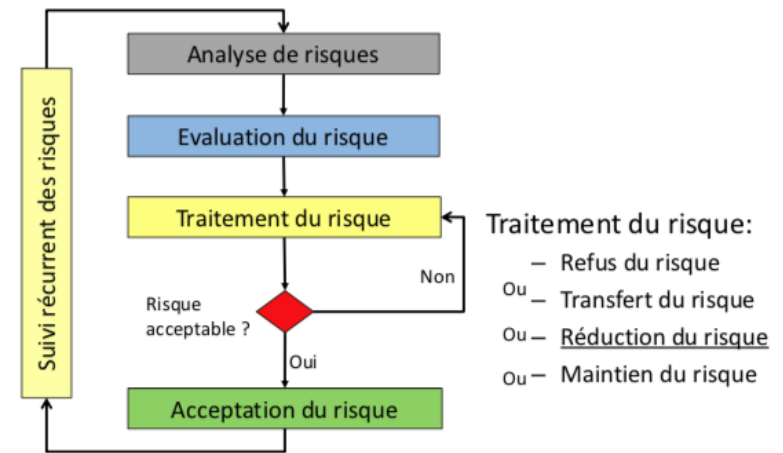 Analyse de risques
Suivi récurrent des risques
Evaluation du risque
Traitement du risque
Non
Risque
acceptable ?
Oui
Acceptation du risque
Traitement du risque:
– Refus du risque
Ou – Transfert du risque
Ou – Réduction du risque
Ou – Maintien du risque